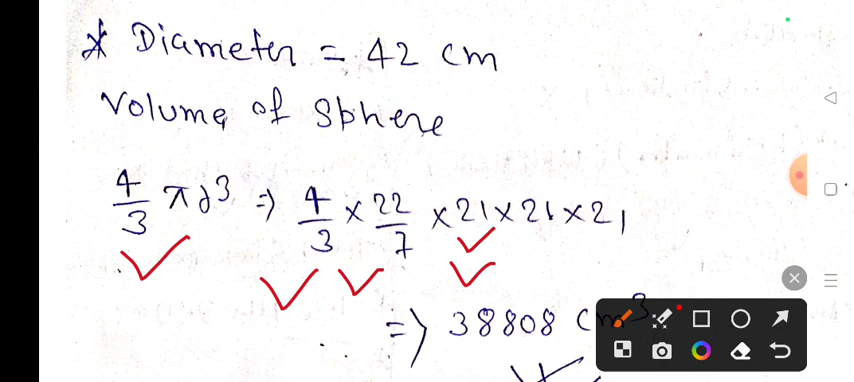 * Diameter = 42 cm
Volume of Sphere
4/3 πr3 => 4/3 × 22/7 ×21×21×21
=> 38808 cm3